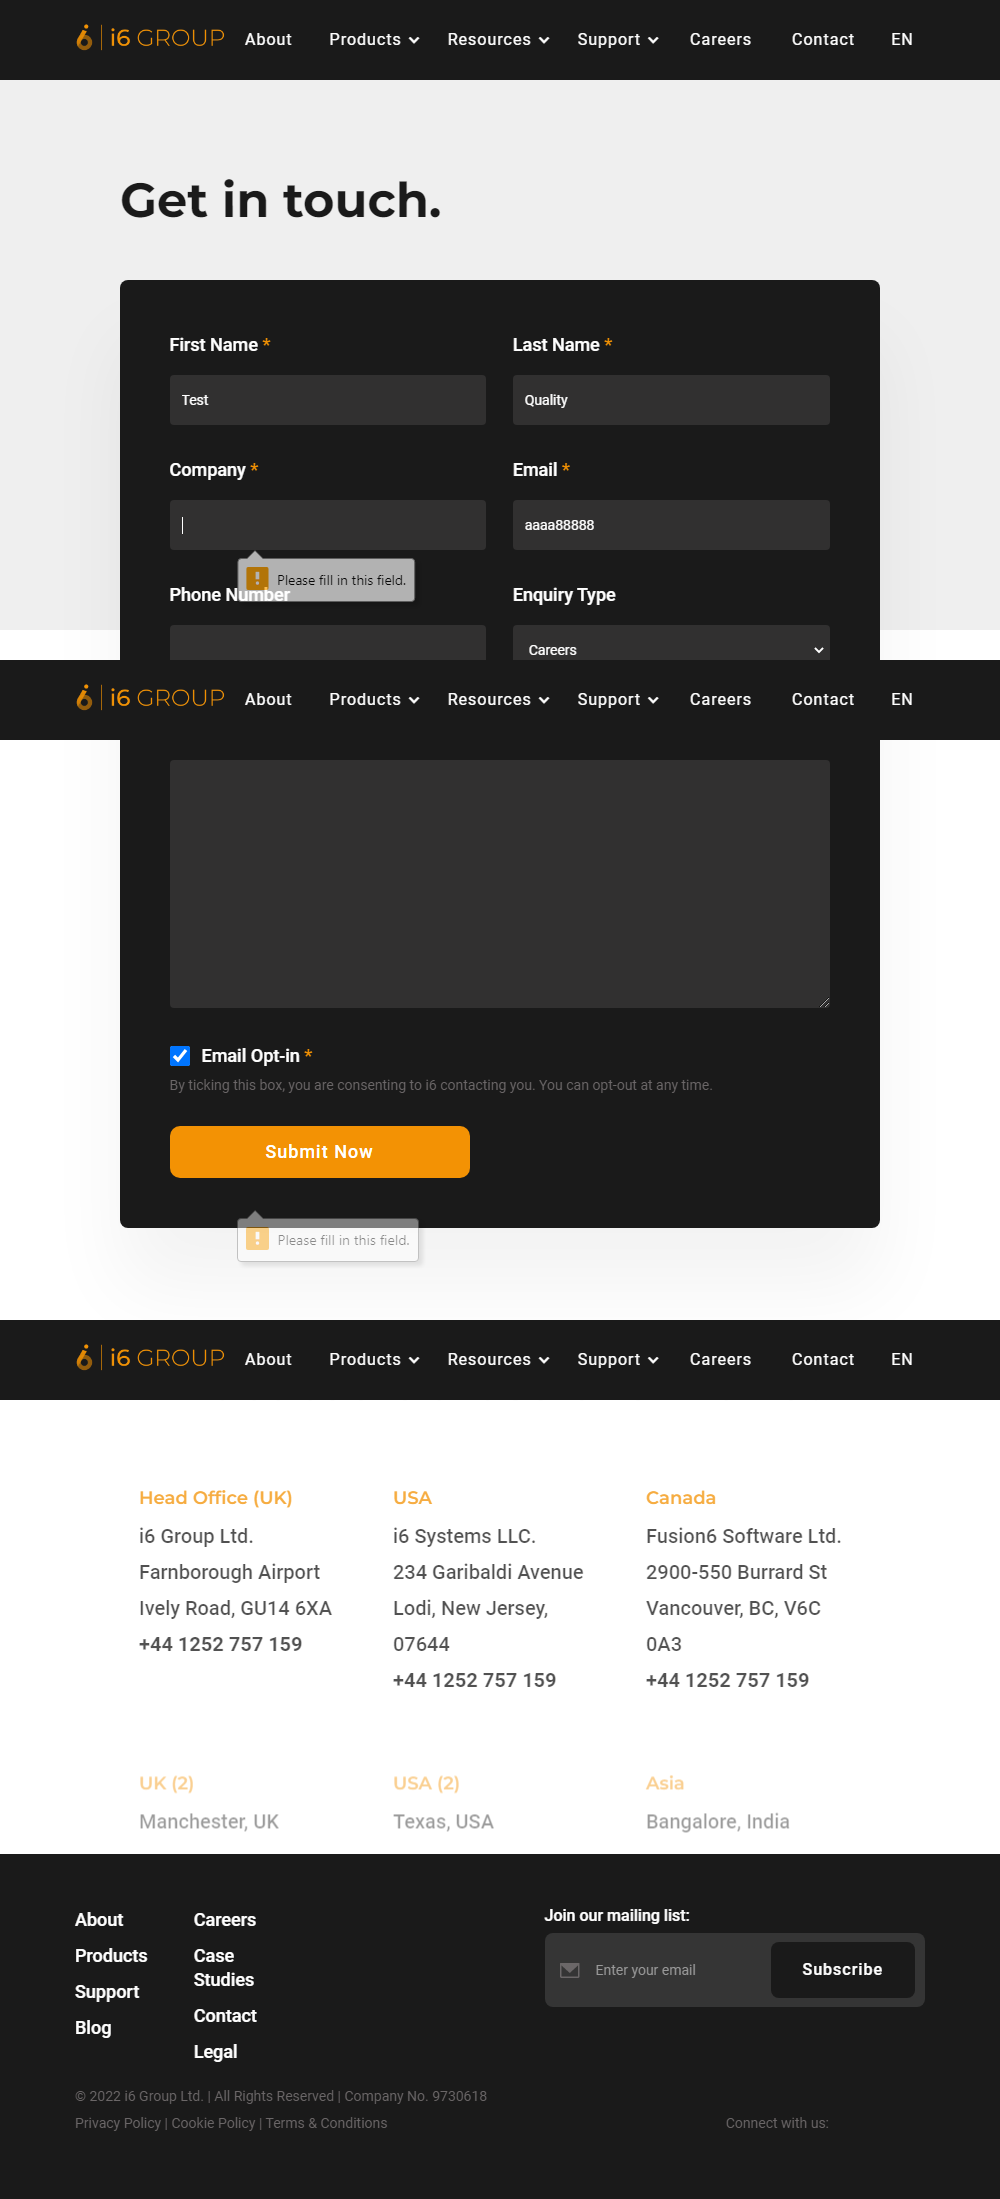 i6 GROUP About Products Resources Support Careers Contact EN
Get in touch.
First Name * Last Name *
Test Quality
Company * Email *
aaaa88888
Please fill in this field.
Phone Number Enquiry Type
Careers
i6 GROUP About Products Resources Support Careers Contact EN
Email Opt-in *
By ticking this box, you are consenting to i6 contacting you. You can opt-out at any time.
Submit Now
Please fill in this field.
i6 GROUP About Products Resources Support Careers Contact EN
Head Office (UK)
i6 Group Ltd.
Farnborough Airport
Ively Road, GU14 6XA
+44 1252 757 159
USA
i6 Systems LLC.
234 Garibaldi Avenue
Lodi, New Jersey,
07644
+44 1252 757 159
Canada
Fusion6 Software Ltd.
2900-550 Burrard St
Vancouver, BC, V6C
0A3
+44 1252 757 159
UK (2)
Manchester, UK
USA (2)
Texas, USA
Asia
Bangalore, India
About
Products
Support
Blog
Careers
Case
Studies
Contact
Legal
Join our mailing list:
Enter your email Subscribe
© 2022 i6 Group Ltd. | All Rights Reserved | Company No. 9730618
Privacy Policy | Cookie Policy | Terms & Conditions
Connect with us: